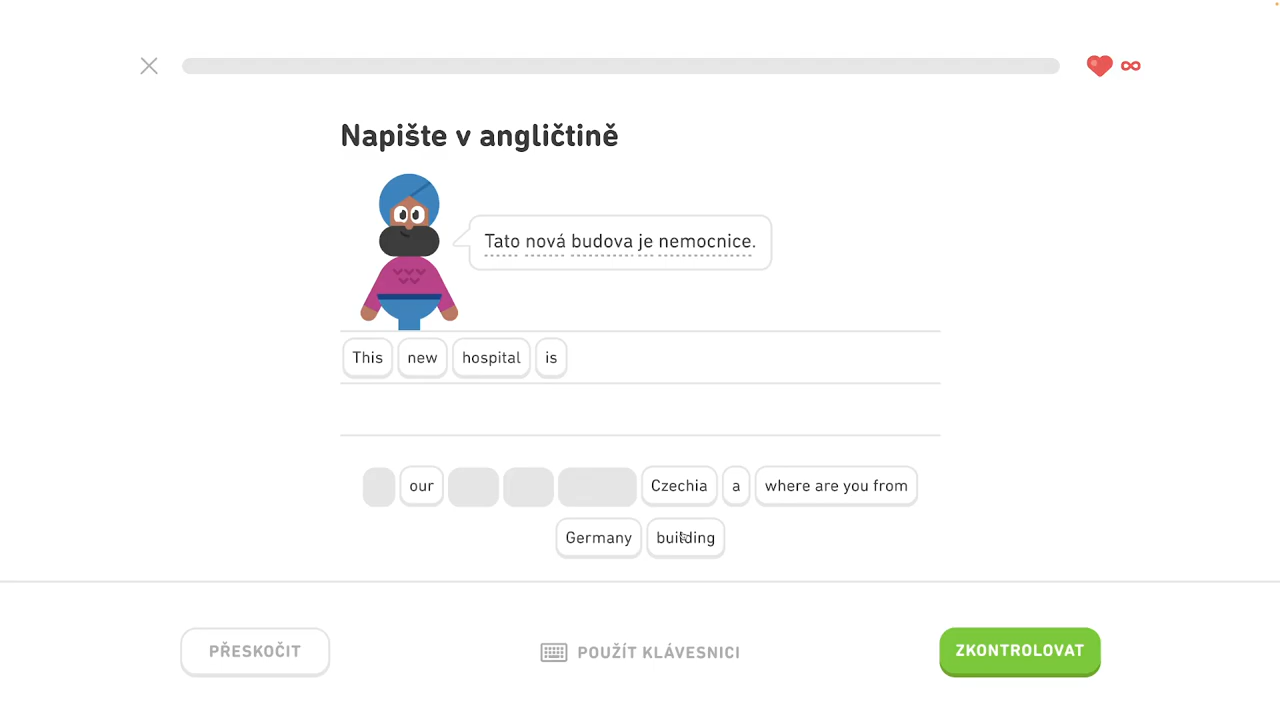 ∞
Napište v angličtině
Tato nová budova je nemocnice.
This new hospital is
our Czechia a where are you from
Germany building
PŘESKOČIT POUŽÍT KLÁVESNICI ZKONTROLOVAT